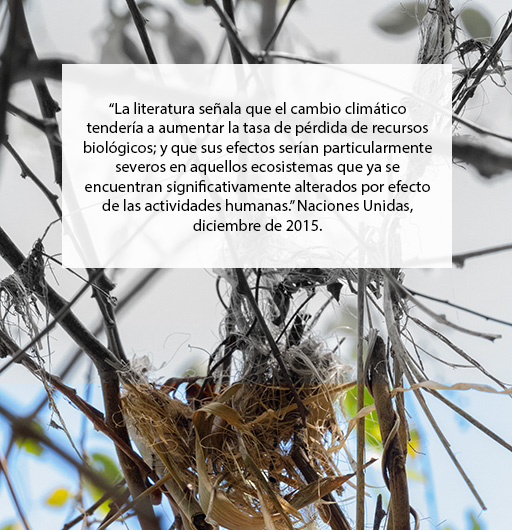 “La literatura señala que el cambio climático
tendería a aumentar la tasa de pérdida de recursos
biológicos; y que sus efectos serían particularmente
severos en aquellos ecosistemas que ya se
encuentran significativamente alterados por efecto
de las actividades humanas.” Naciones Unidas,
diciembre de 2015.